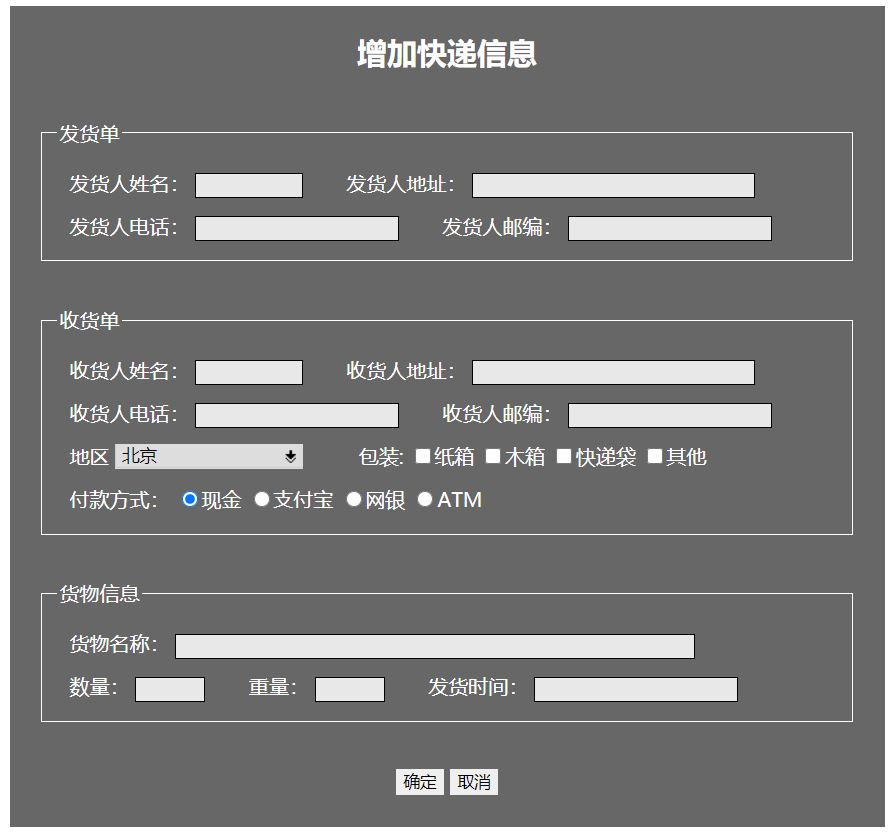 增加快递信息
发货单
发货人姓名： 发货人地址：
发货人电话： 发货人邮编：
收货单
收货人姓名： 收货人地址：
收货人电话： 收货人邮编：
地区 北京 包装: 纸箱 木箱 快递袋 其他
付款方式： 现金 支付宝 网银 ATM
货物信息
货物名称：
数量： 重量： 发货时间：
确定 取消